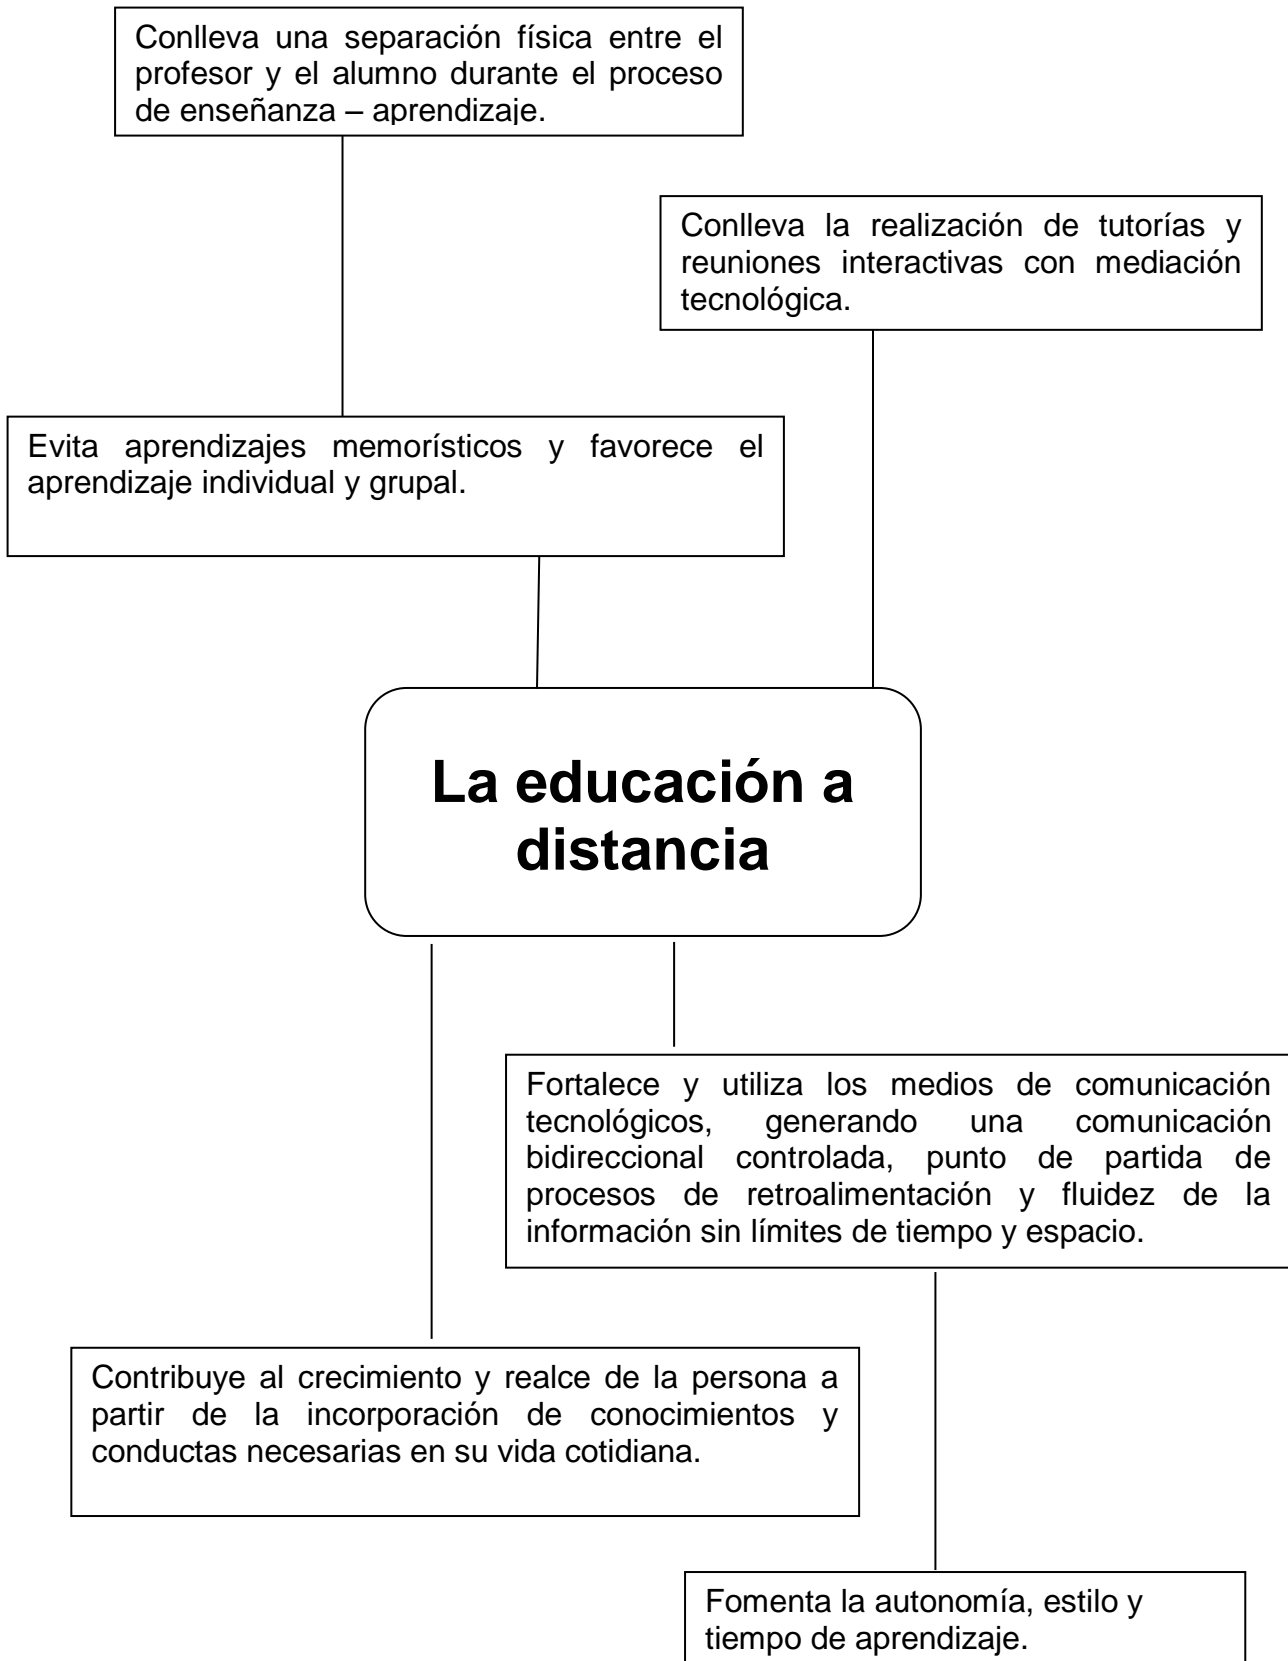 Conlleva una separación física entre el
profesor y el alumno durante el proceso
de enseñanza – aprendizaje.
Conlleva la realización de tutorías y
reuniones interactivas con mediación
tecnológica.
Evita aprendizajes memorísticos y favorece el
aprendizaje individual y grupal.
La educación a
distancia
Fortalece y utiliza los medios de comunicación
tecnológicos, generando una comunicación
bidireccional controlada, punto de partida de
procesos de retroalimentación y fluidez de la
información sin límites de tiempo y espacio.
Contribuye al crecimiento y realce de la persona a
partir de la incorporación de conocimientos y
conductas necesarias en su vida cotidiana.
Fomenta la autonomía, estilo y
tiempo de aprendizaje.